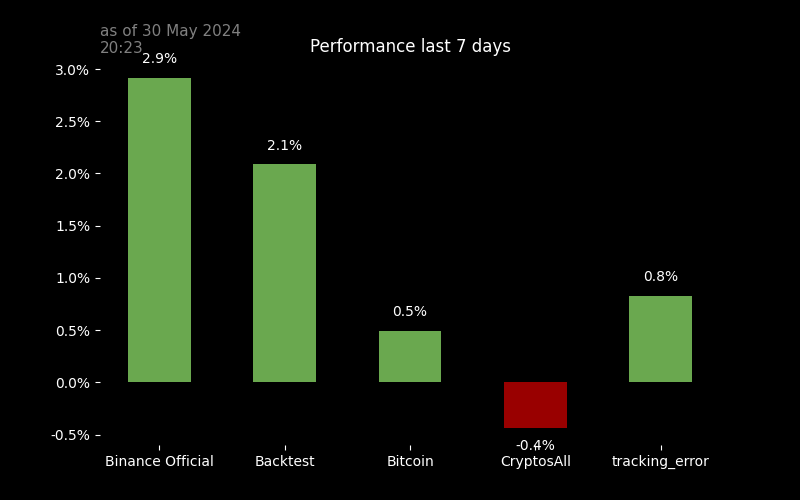 as of 30 May 2024
20:23
Performance last 7 days
3.0%
2.5%
2.0%
1.5%
1.0%
0.5%
0.0%
-0.5%
2.9%
2.1%
0.5%
-0.4%
0.8%
Binance Official
Backtest
Bitcoin
CryptosAll
tracking_error